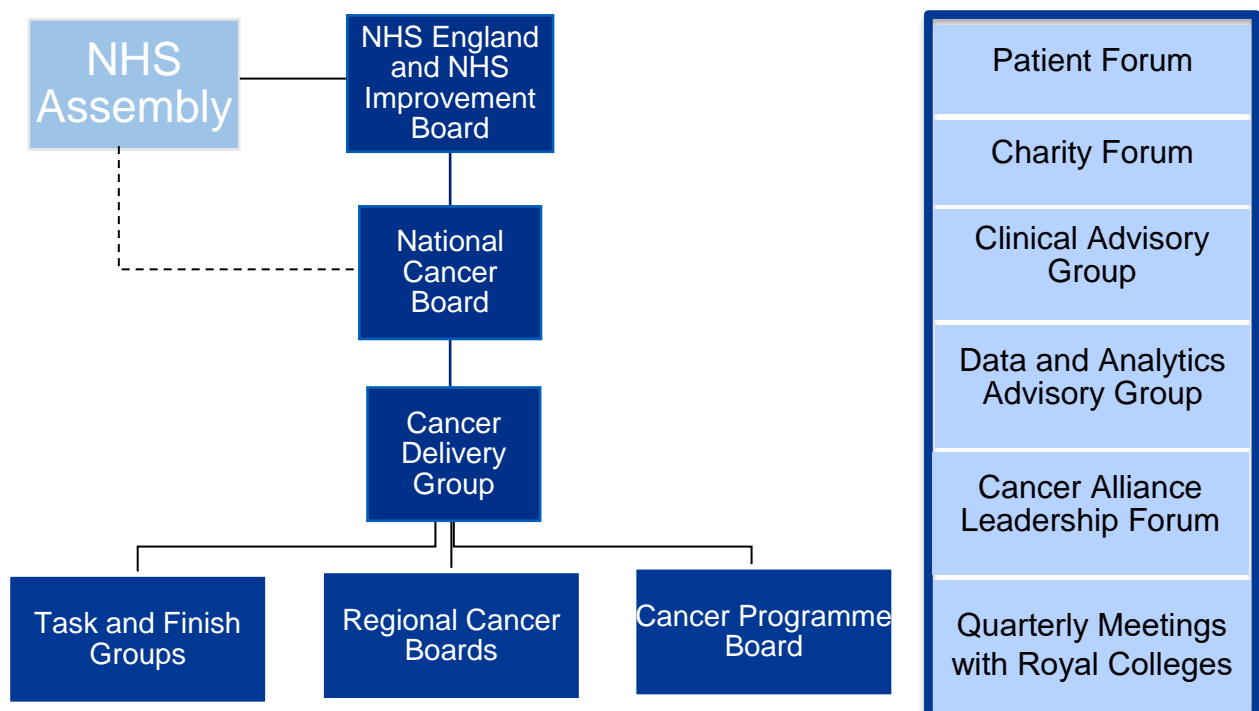 NHS
Assembly
NHS England
and NHS
Improvement
Board
National
Cancer
Board
Cancer
Delivery
Group
Task and Finish
Groups
Regional Cancer
Boards
Cancer Programme
Board
Patient Forum
Charity Forum
Clinical Advisory
Group
Data and Analytics
Advisory Group
Cancer Alliance
Leadership Forum
Quarterly Meetings
with Royal Colleges